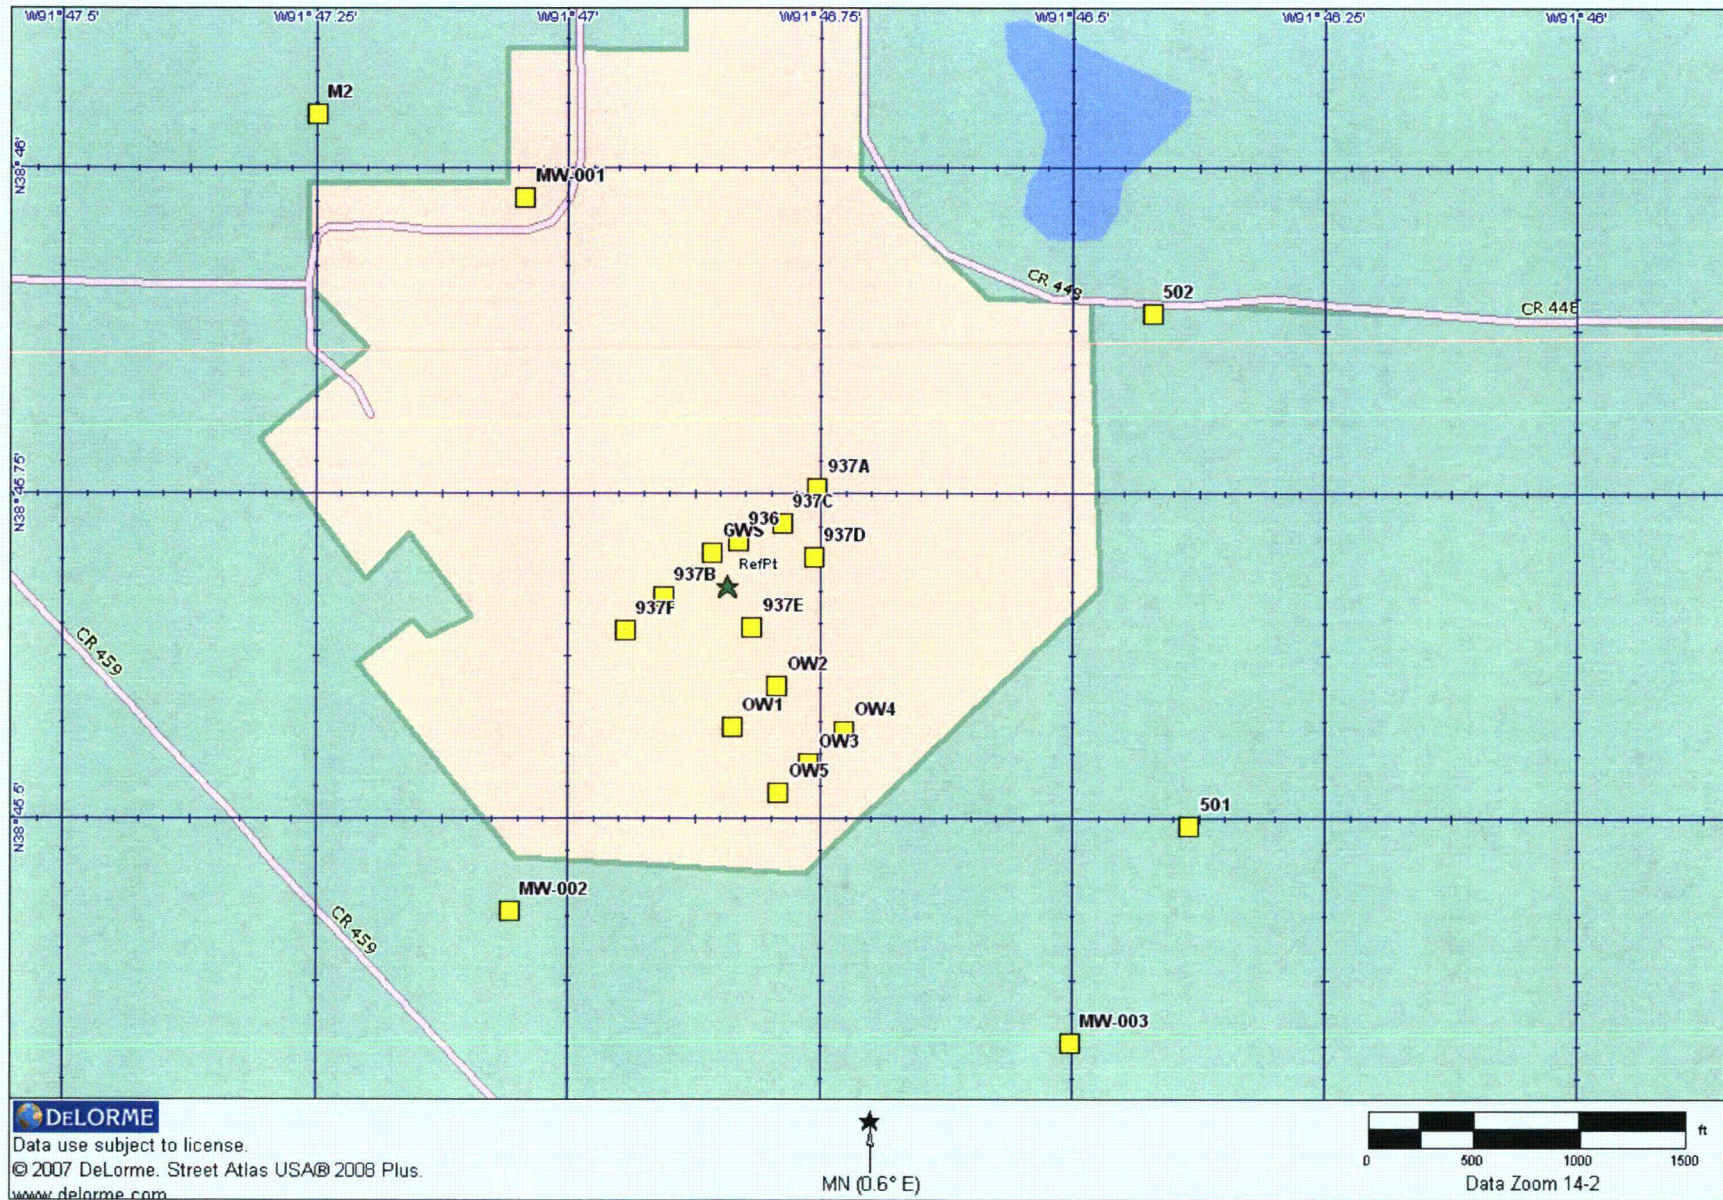 W91°47.5'
W91°47.25'
W91°47'
W91°46.75'
W91°46.5'
W91°46.25'
W91°46'
M2
N38°46'
MW-001
CR 448
502
CR 448
937A
N38°45.75'
937C
936
GWS
937D
RefPt
937B
937E
937F
CR 459
OW2
OW1
OW4
OW3
OW5
501
N38°45.5'
MW-002
CR 459
MW-003
DELORME
Data use subject to license.
© 2007 DeLorme. Street Atlas USA® 2008 Plus.
www.delorme.com
MN (0.6° E)
ft
0 500 1000 1500
Data Zoom 14-2